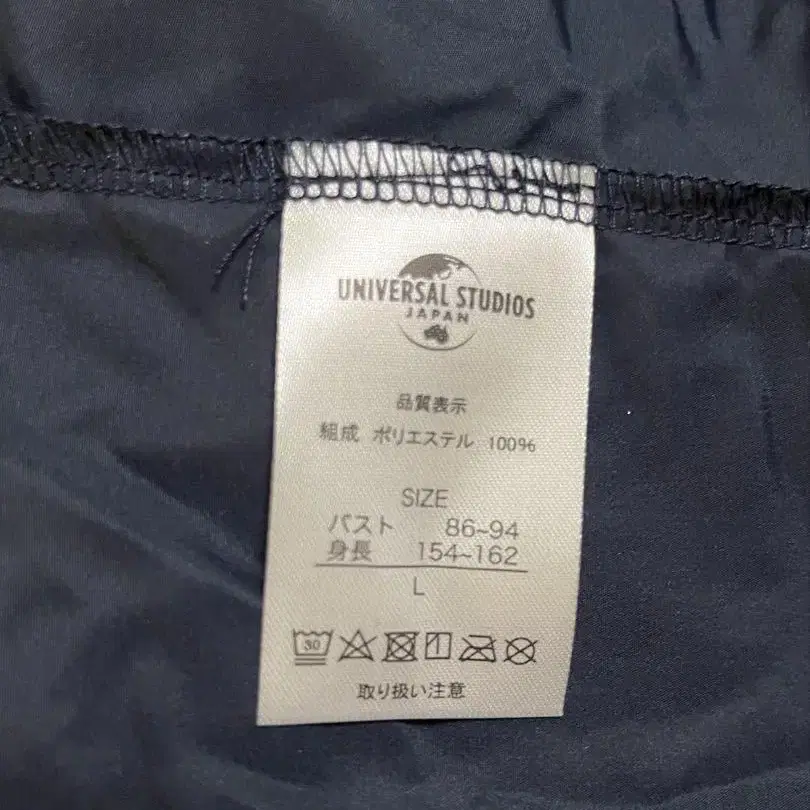 UNIVERSAL STUDIOS
JAPAN
品質表示
組成 ポリエステル 100%
SIZE
バスト 86~94
身長 154~162
L
30
取り扱い注意